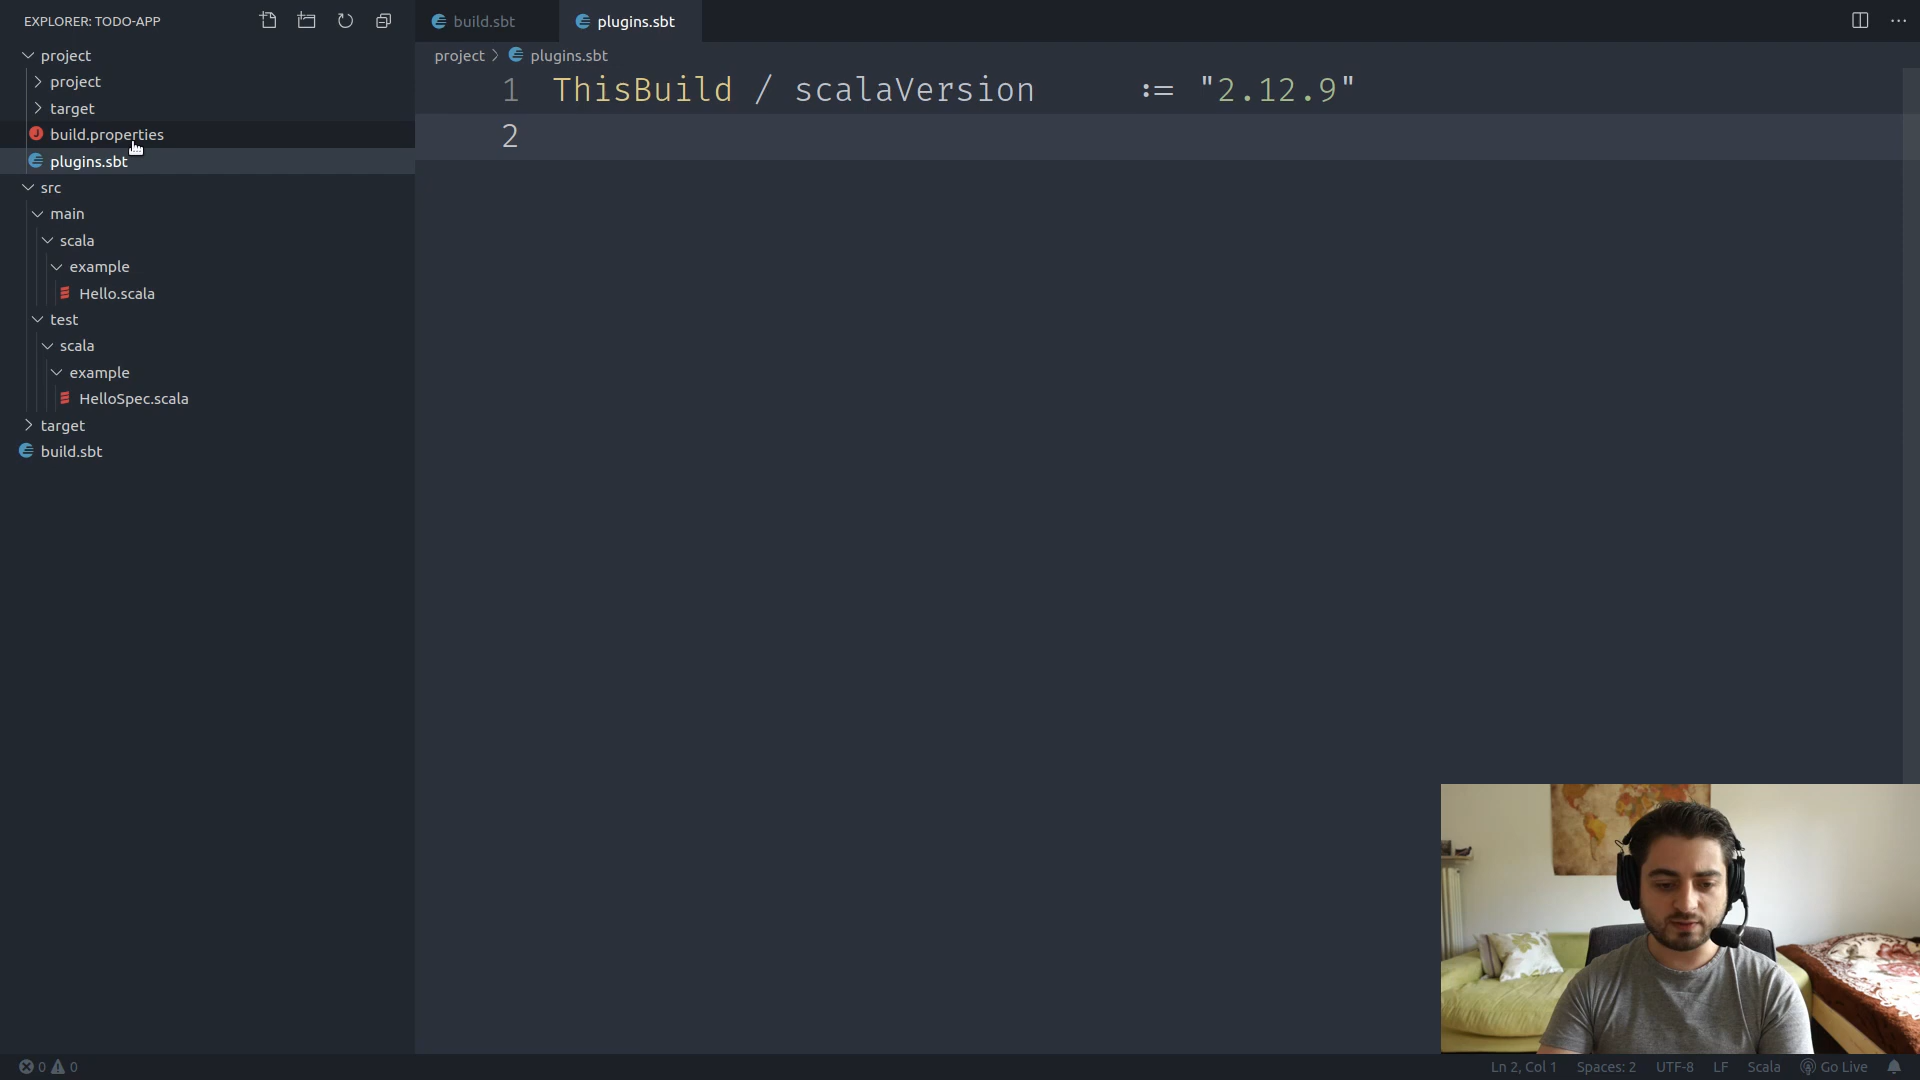 EXPLORER: TODO-APP
project
project
target
build.properties
plugins.sbt
src
main
scala
example
Hello.scala
test
scala
example
HelloSpec.scala
target
build.sbt
build.sbt
plugins.sbt
project > plugins.sbt
1 ThisBuild / scalaVersion := "2.12.9"
2
0 0
Ln 2, Col 1
Spaces: 2
UTF-8
LF
Scala
Go Live